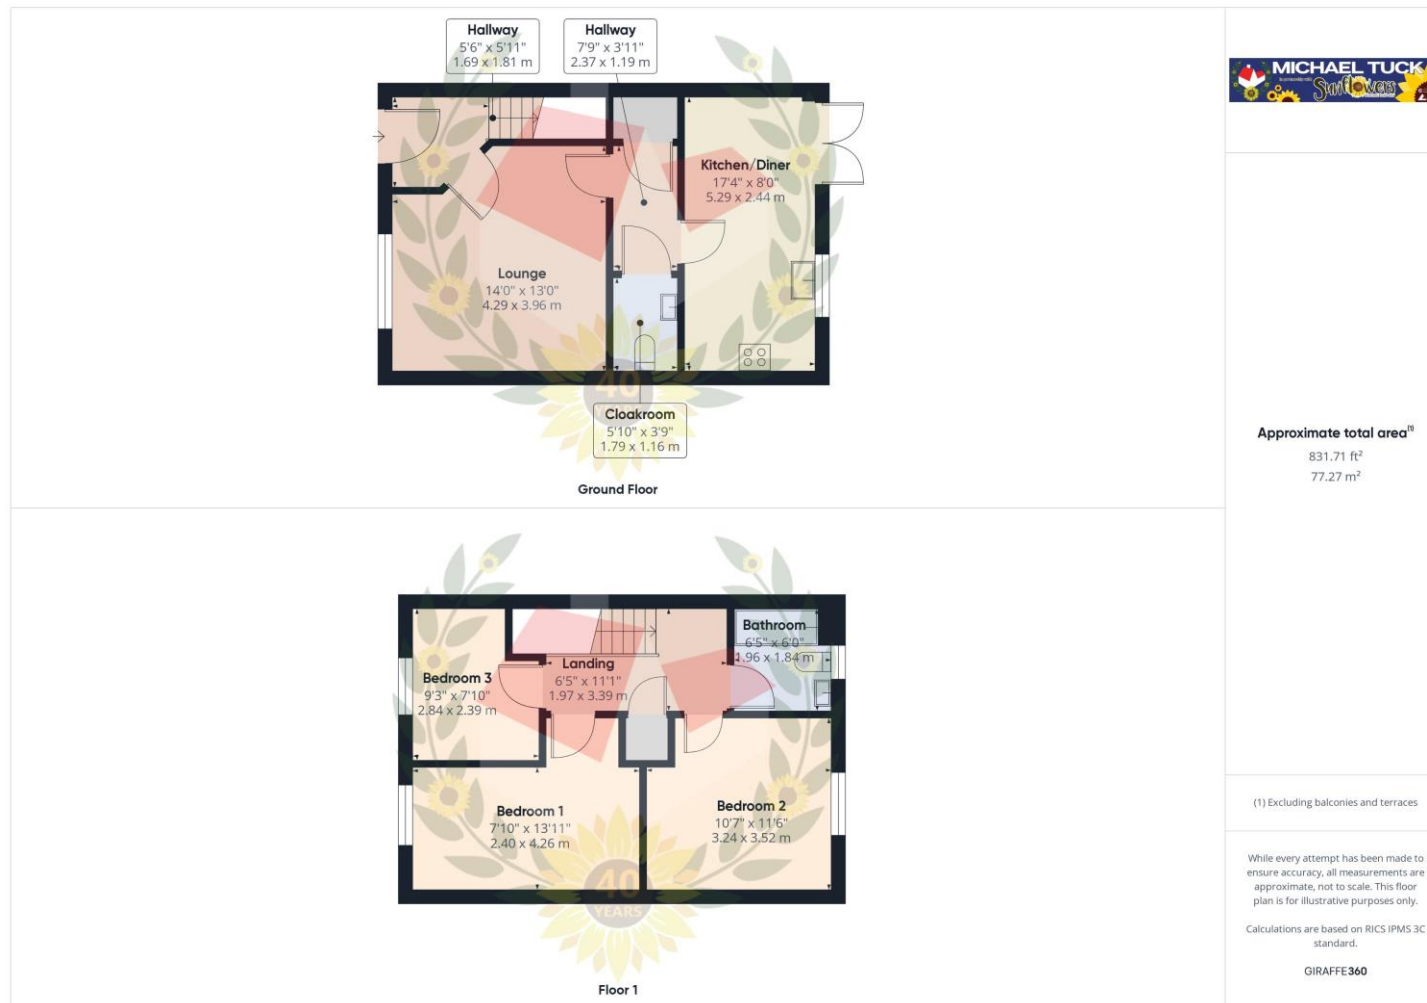 Hallway
5'6" x 5'11"
1.69 x 1.81 m
Hallway
7'9" x 3'11"
2.37 x 1.19 m
Kitchen/Diner
17'4" x 8'0"
5.29 x 2.44 m
Lounge
14'0" x 13'0"
4.29 x 3.96 m
40
Cloakroom
5'10" x 3'9"
1.79 x 1.16 m
Ground Floor
Bathroom
6'5" x 6'0"
1.96 x 1.84 m
Landing
6'5" x 11'1"
1.97 x 3.39 m
Bedroom 3
9'3" x 7'10"
2.84 x 2.39 m
Bedroom 1
7'10" x 13'11"
2.40 x 4.26 m
Bedroom 2
10'7" x 11'6"
3.24 x 3.52 m
40
YEARS
Floor 1
MICHAEL TUCK
Sunflowers
Approximate total area(1)
831.71 ft²
77.27 m²
(1) Excluding balconies and terraces
While every attempt has been made to
ensure accuracy, all measurements are
approximate, not to scale. This floor
plan is for illustrative purposes only.
Calculations are based on RICS IPMS 3C
standard.
GIRAFFE360